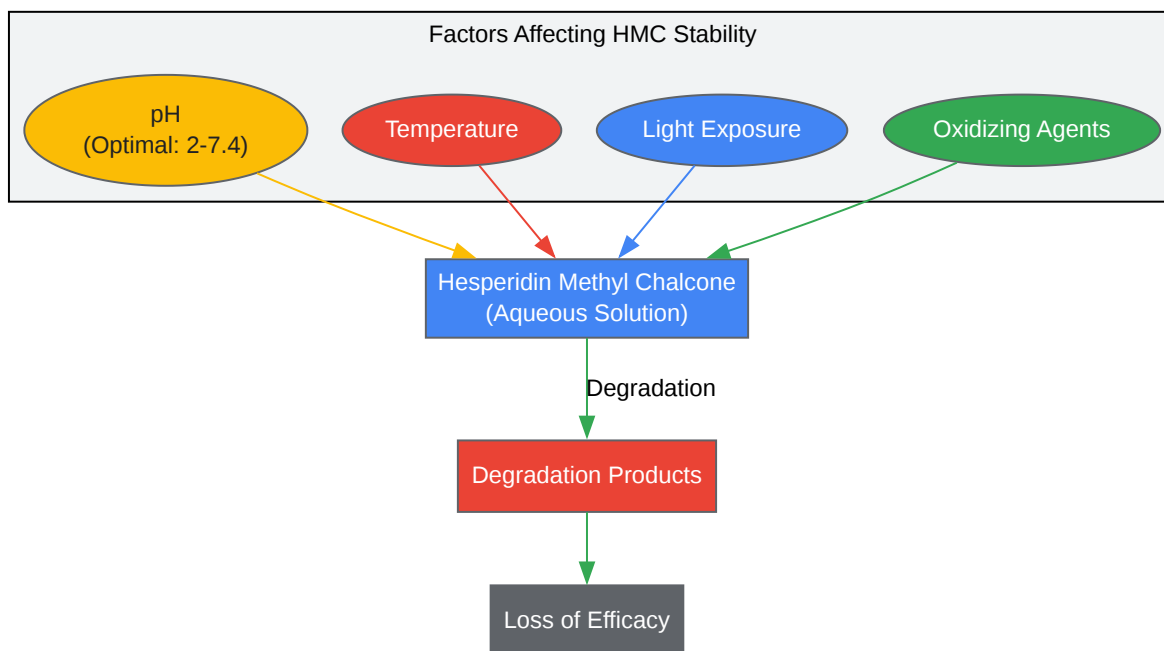 Factors Affecting HMC Stability
pH
(Optimal: 2-7.4)
Temperature
Light Exposure
Oxidizing Agents
Hesperidin Methyl Chalcone
(Aqueous Solution)
Degradation
Degradation Products
Loss of Efficacy